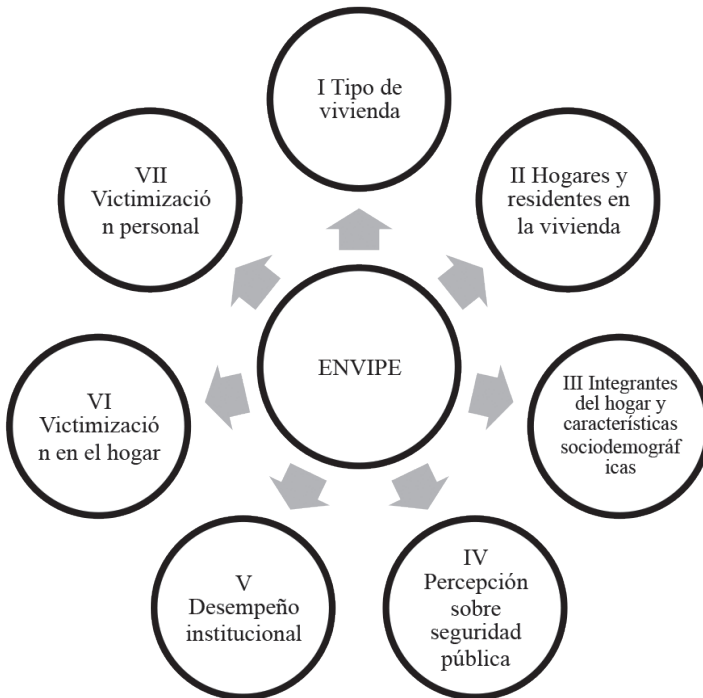 I Tipo de
vivienda
II Hogares y
residentes en
la vivienda
III Integrantes
del hogar y
características
sociodemográf
icas
IV
Percepción
sobre
seguridad
pública
V
Desempeño
institucional
VI
Victimizació
n en el hogar
VII
Victimizació
n personal
ENVIPE